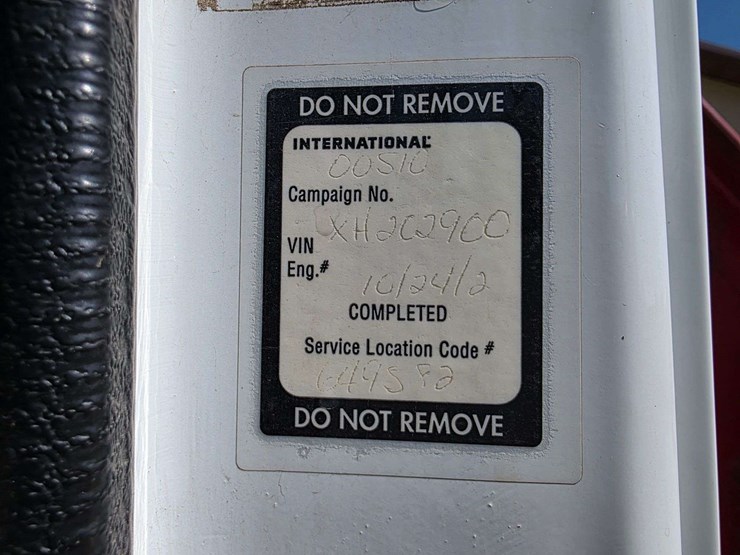 DO NOT REMOVE
INTERNATIONAL
00510
Campaign No.
XH202900
VIN
Eng.#
10/24/2
COMPLETED
Service Location Code #
DO NOT REMOVE